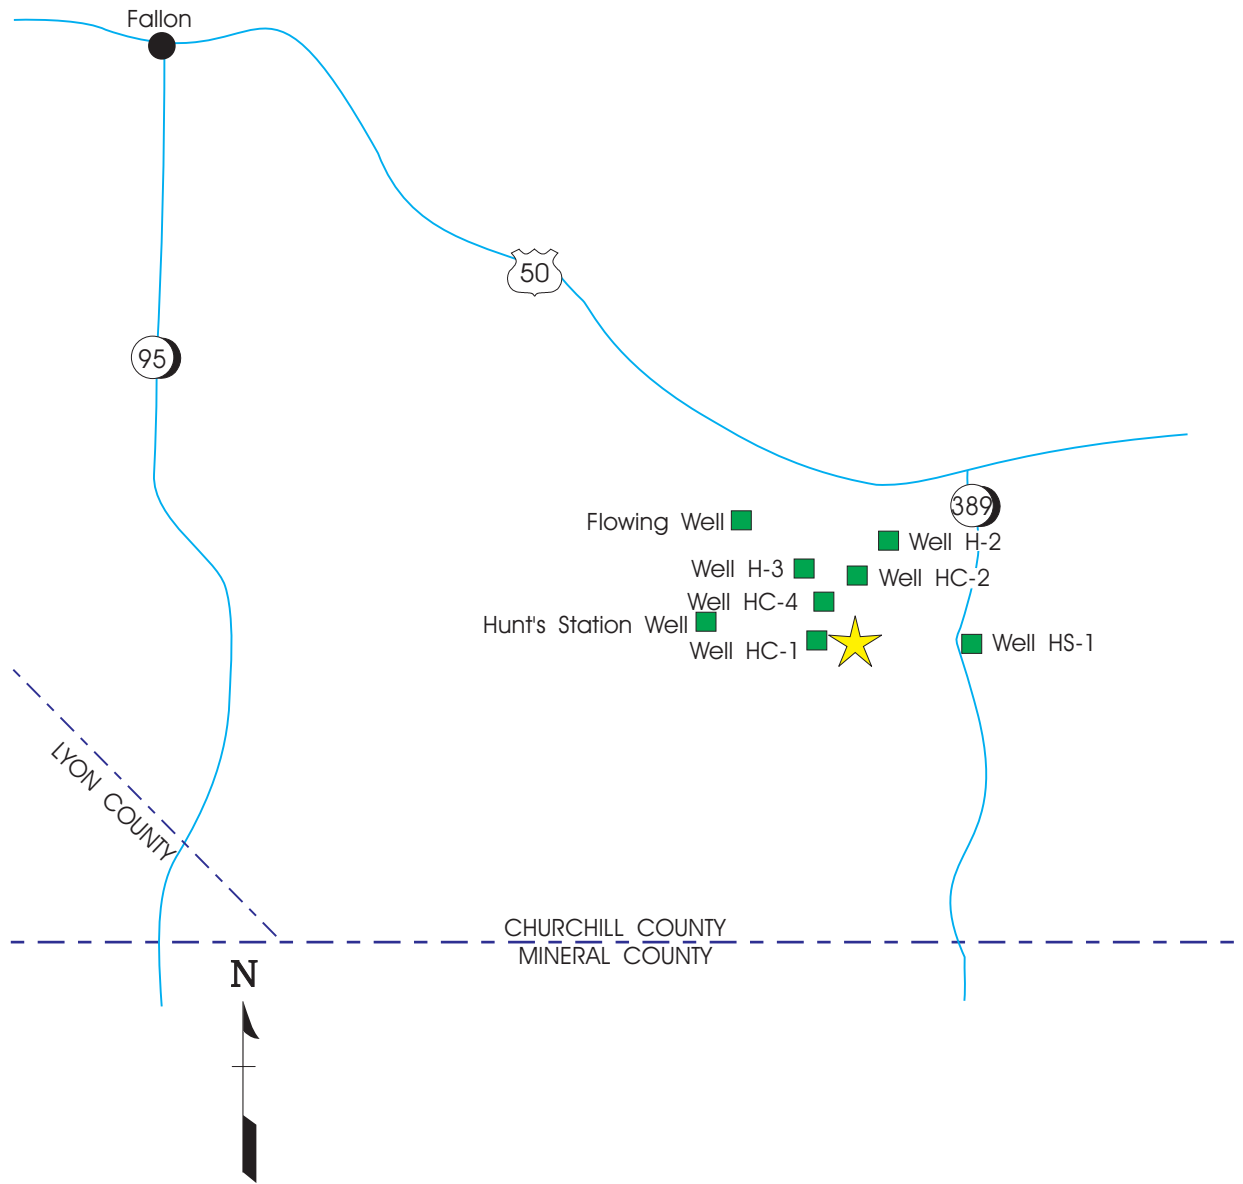 Fallon
50
95
389
Flowing Well
Well H-2
Well H-3
Well HC-2
Well HC-4
Hunt's Station Well
Well HC-1
Well HS-1
LYON COUNTY
CHURCHILL COUNTY
MINERAL COUNTY
N